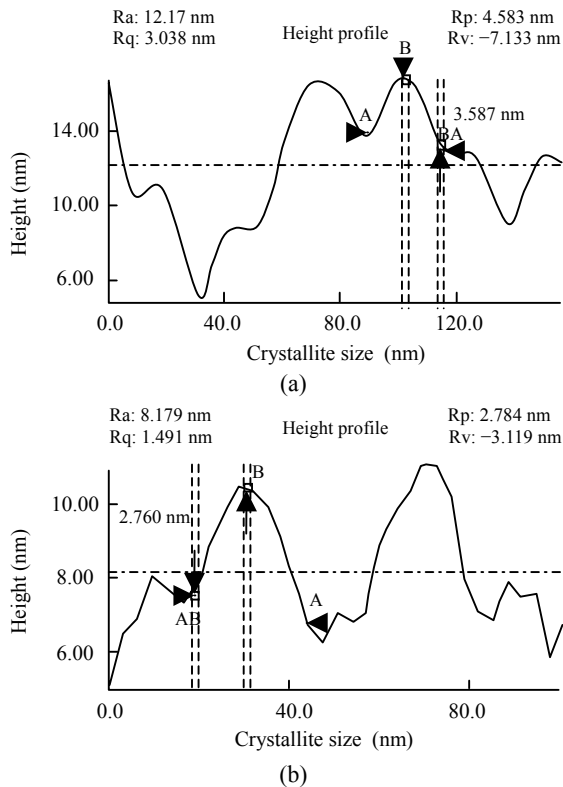 Ra: 12.17 nm
Rq: 3.038 nm
Height profile
Rp: 4.583 nm
Rv: −7.133 nm
B
A
3.587 nm
BA
14.00
10.00
6.00
Height (nm)
0.0 40.0 80.0 120.0
Crystallite size (nm)
(a)
Ra: 8.179 nm
Rq: 1.491 nm
Height profile
Rp: 2.784 nm
Rv: −3.119 nm
B
2.760 nm
A
AB
10.00
8.00
6.00
Height (nm)
0.0 40.0 80.0
Crystallite size (nm)
(b)